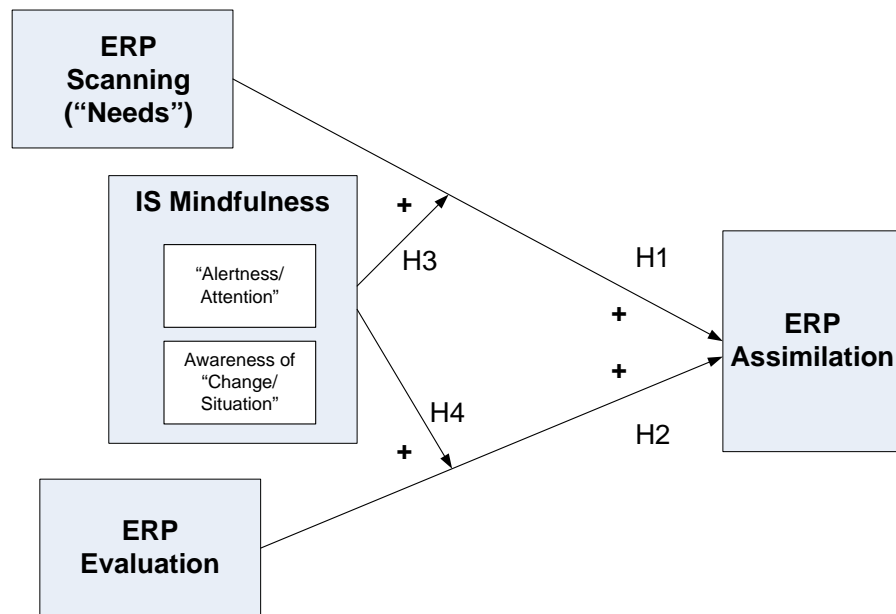 ERP
Scanning
(“Needs”)
IS Mindfulness
“Alertness/
Attention”
Awareness of
“Change/
Situation”
+
H3
H1
+
ERP
Assimilation
+
H4
H2
+
ERP
Evaluation